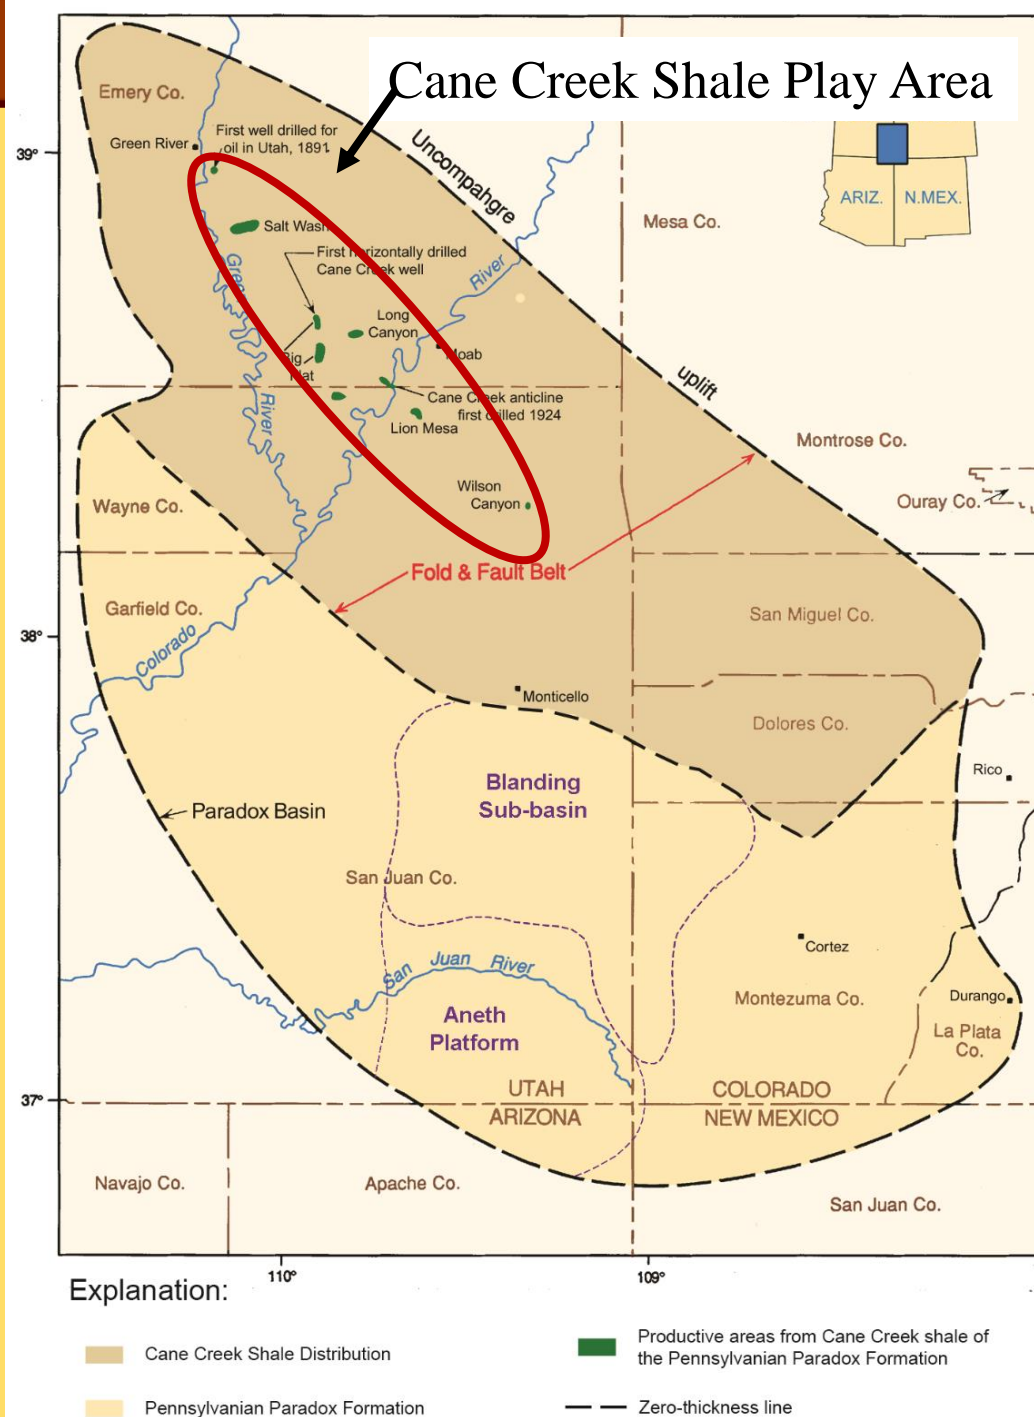 Cane Creek Shale Play Area
Emery Co.
Green River
First well drilled for
oil in Utah, 1891
39°
Uncompahgre
uplift
ARIZ.
N.MEX.
Mesa Co.
Salt Wash
First horizontally drilled
Cane Creek well
Green
River
River
Long
Canyon
Moab
Big
Flat
Cane Creek anticline
first drilled 1924
Lion Mesa
Montrose Co.
Wilson
Canyon
Ouray Co.
Wayne Co.
Fold & Fault Belt
Garfield Co.
San Miguel Co.
38°
Colorado
Monticello
Dolores Co.
Rico
Blanding
Sub-basin
Paradox Basin
San Juan Co.
Cortez
San Juan River
Montezuma Co.
Durango
La Plata
Co.
Aneth
Platform
37°
UTAH
COLORADO
ARIZONA
NEW MEXICO
Navajo Co.
Apache Co.
San Juan Co.
110°
109°
Explanation:
Cane Creek Shale Distribution
Productive areas from Cane Creek shale of
the Pennsylvanian Paradox Formation
Pennsylvanian Paradox Formation
Zero-thickness line